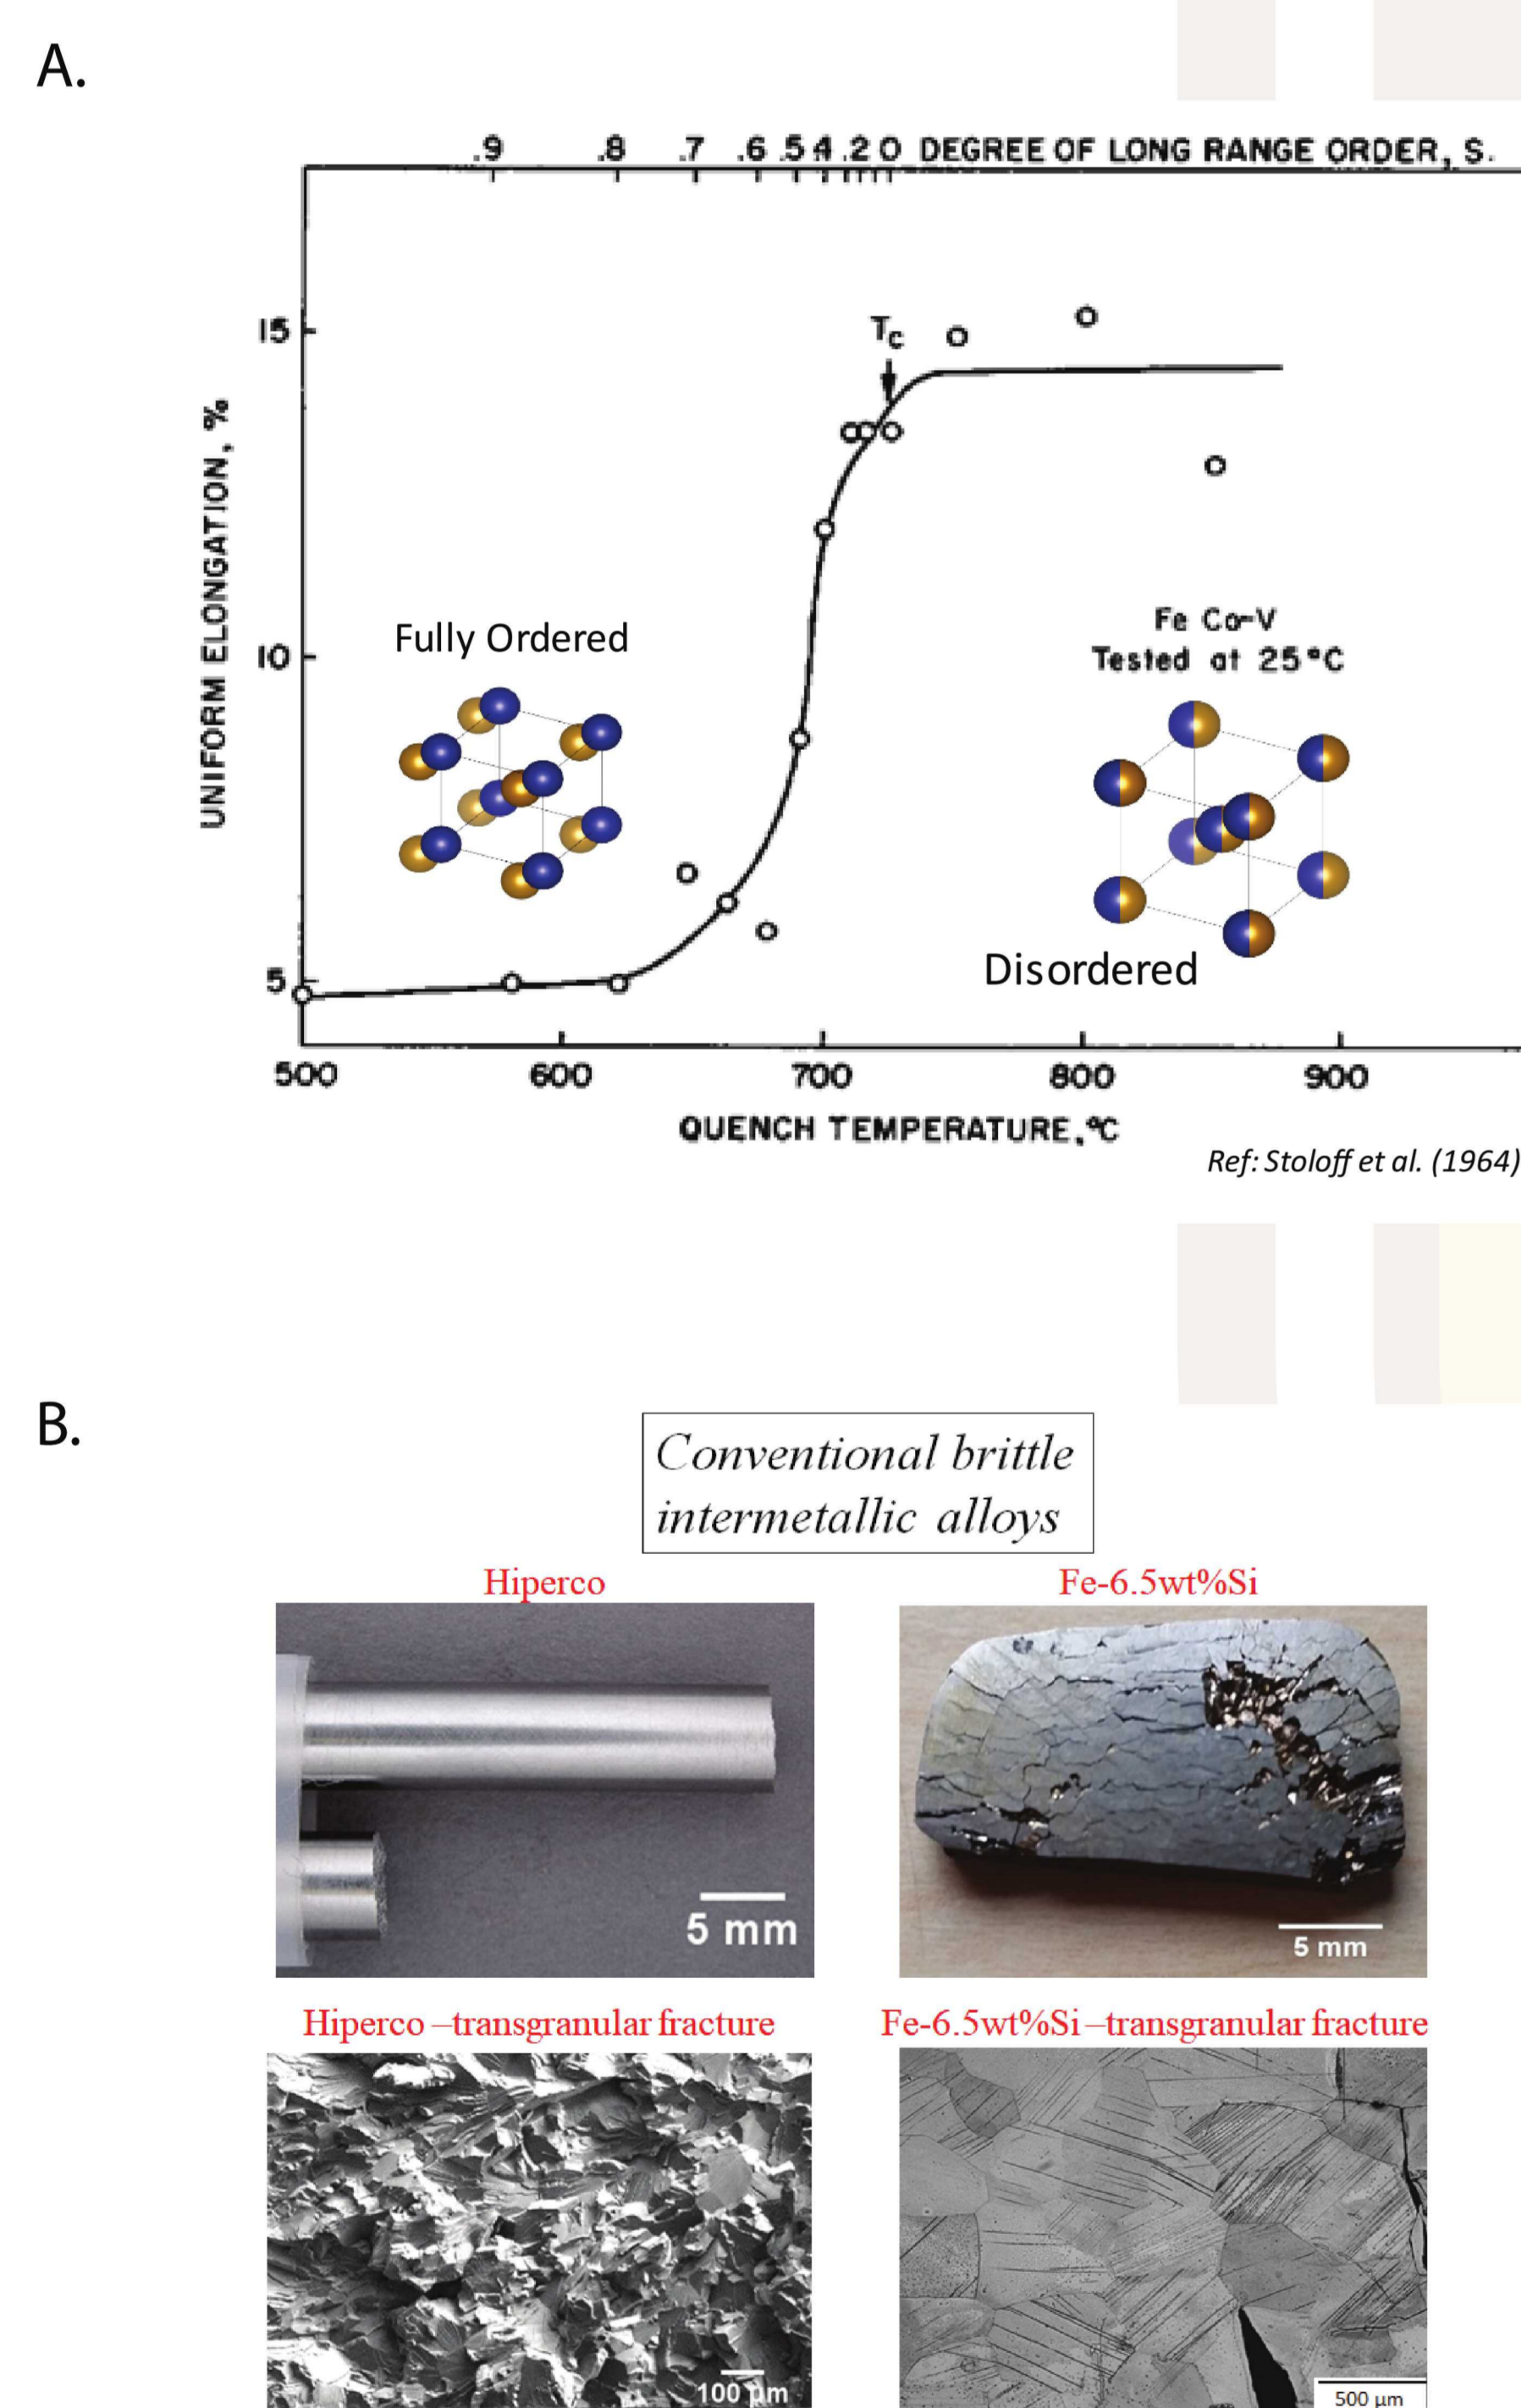 A.
.9 .8 .7 .6 .5 .4 .2 0 DEGREE OF LONG RANGE ORDER, S.
15
Tc
UNIFORM ELONGATION, %
Fe Co-V
Tested at 25°C
Fully Ordered
10
Disordered
5
500 600 700 800 900
QUENCH TEMPERATURE, °C
Ref: Stoloff et al. (1964)
B.
Conventional brittle
intermetallic alloys
Hiperco
Fe-6.5wt%Si
5 mm
5 mm
Hiperco –transgranular fracture
Fe-6.5wt%Si –transgranular fracture
100 µm
500 µm